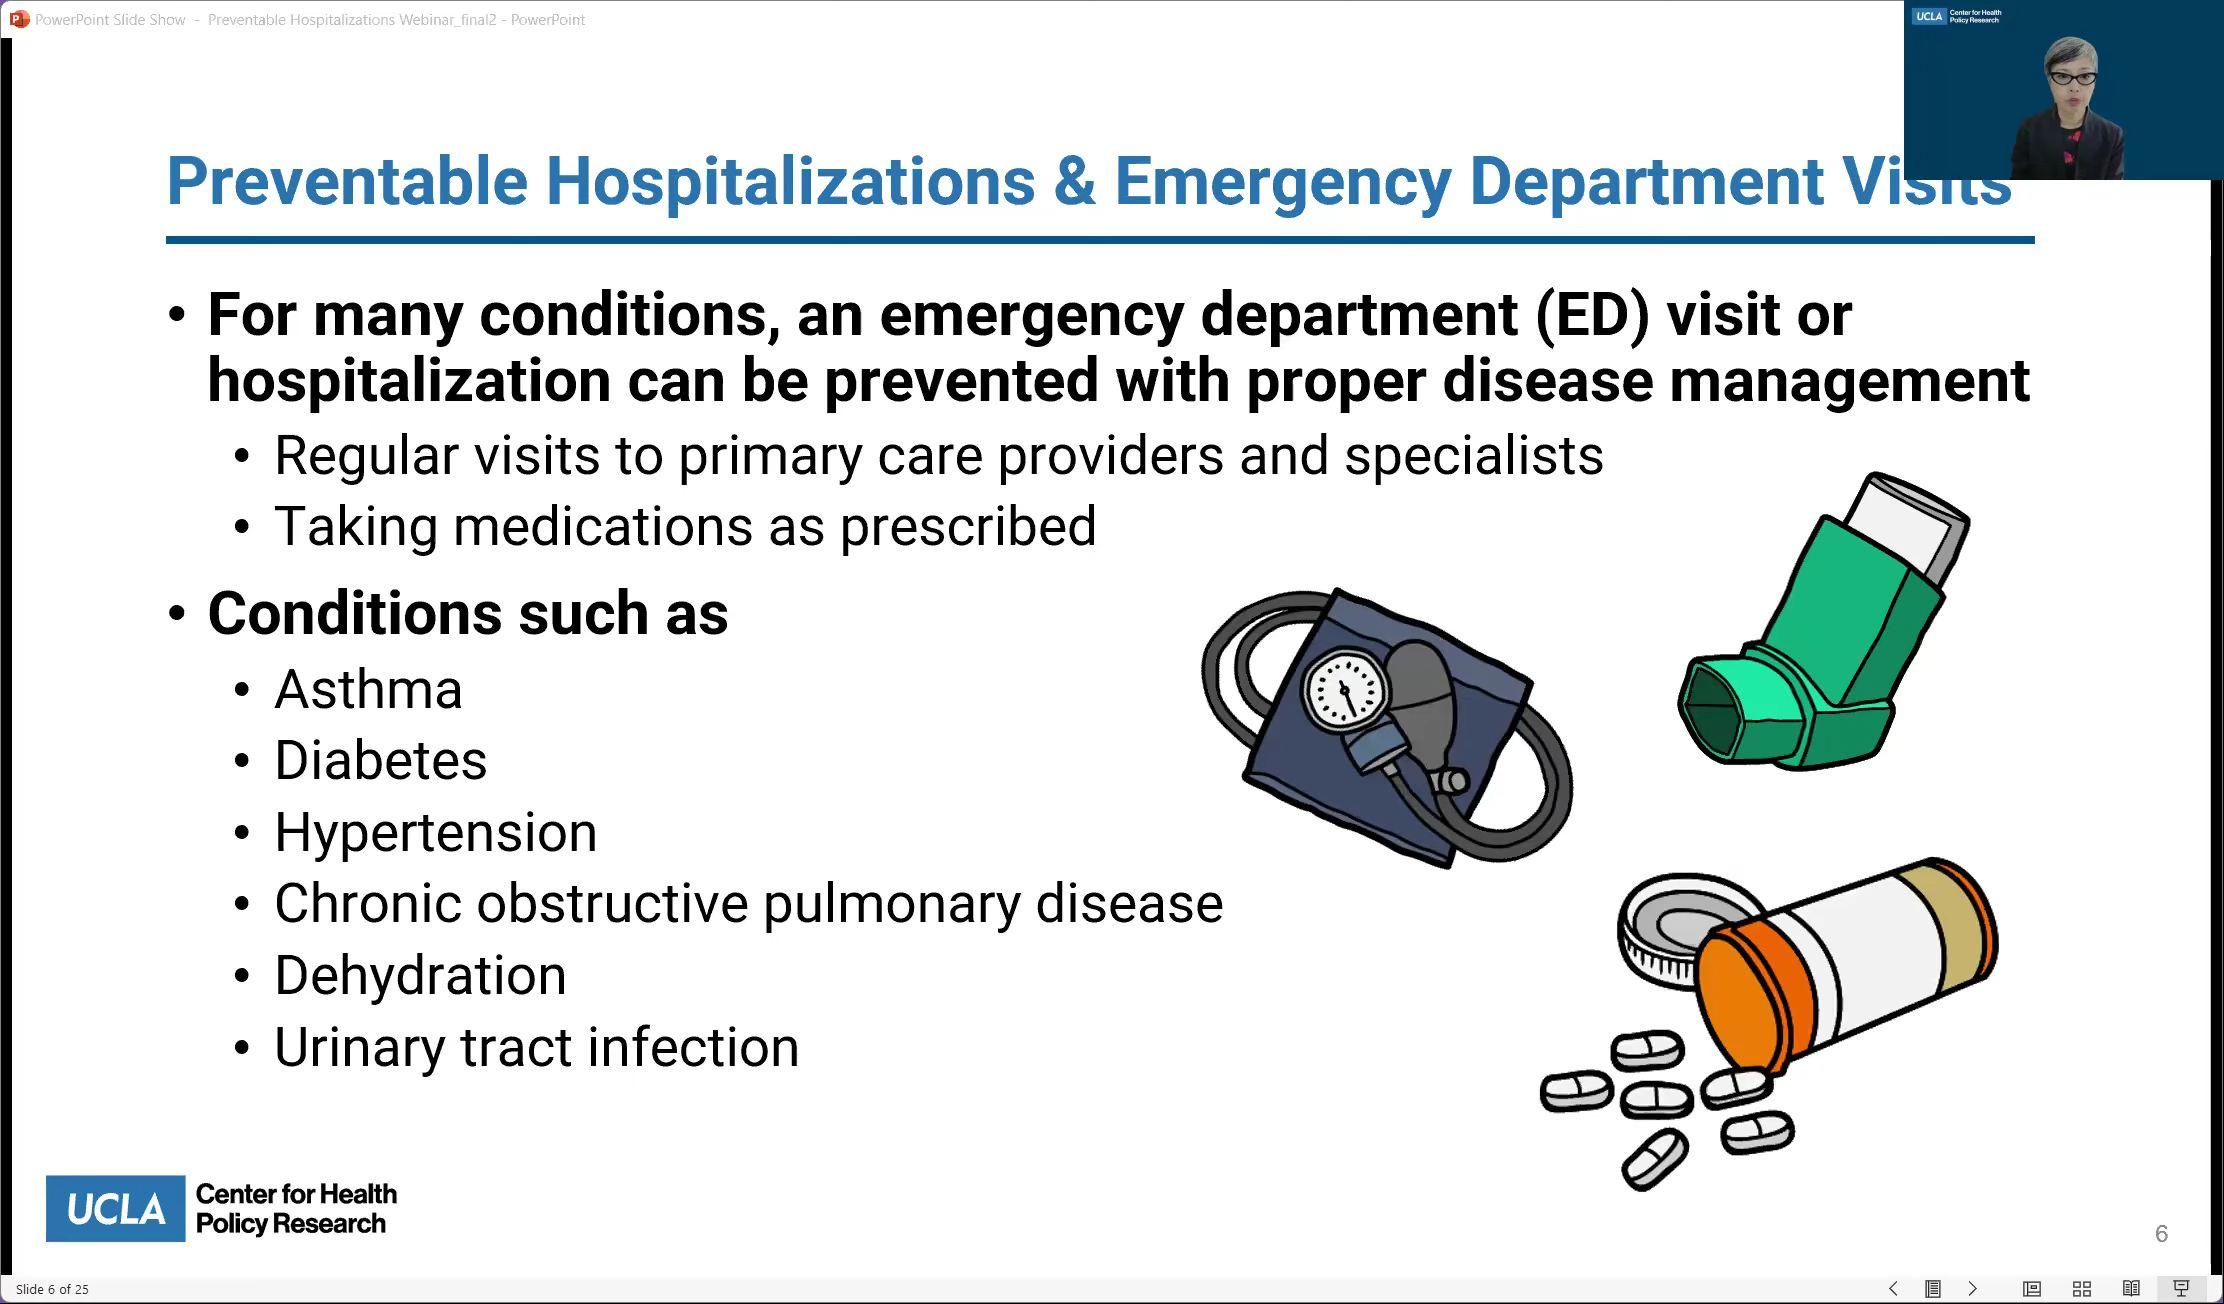 PowerPoint Slide Show - Preventable Hospitalizations Webinar_final2 - PowerPoint
UCLA Center for Health
Policy Research
Preventable Hospitalizations & Emergency Department Visits
• For many conditions, an emergency department (ED) visit or
hospitalization can be prevented with proper disease management
• Regular visits to primary care providers and specialists
• Taking medications as prescribed
• Conditions such as
• Asthma
• Diabetes
• Hypertension
• Chronic obstructive pulmonary disease
• Dehydration
• Urinary tract infection
UCLA Center for Health
Policy Research
6
Slide 6 of 25